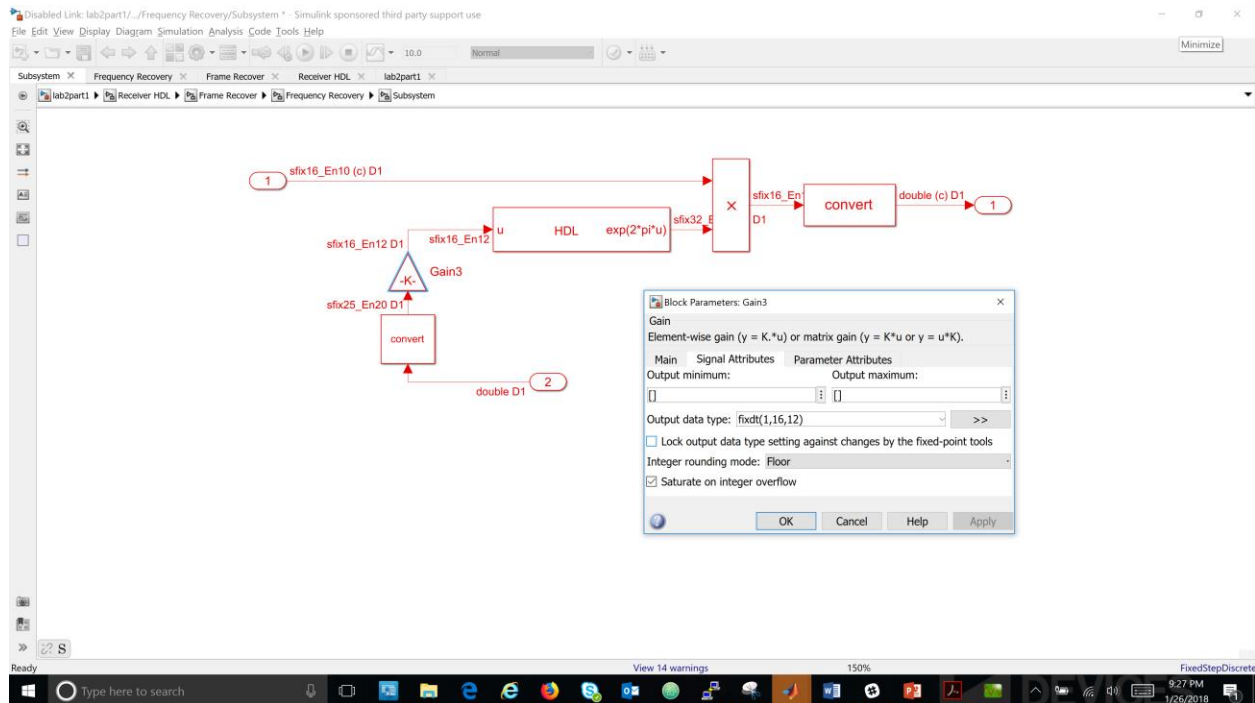 Disabled Link: lab2part1/.../Frequency Recovery/Subsystem * - Simulink sponsored third party support use
File Edit View Display Diagram Simulation Analysis Code Tools Help
10.0 Normal
Minimize
Subsystem × Frequency Recovery × Frame Recover × Receiver HDL × lab2part1 ×
lab2part1 ▶ Receiver HDL ▶ Frame Recover ▶ Frequency Recovery ▶ Subsystem
1
sfix16_En10 (c) D1
×
sfix16_En
D1
convert
double (c) D1
1
sfix16_En12 D1
sfix16_En12
u HDL exp(2*pi*u)
sfix32_E
-K-
Gain3
sfix25_En20 D1
convert
double D1
2
Block Parameters: Gain3 ×
Gain
Element-wise gain (y = K.*u) or matrix gain (y = K*u or y = u*K).
Main Signal Attributes Parameter Attributes
Output minimum: Output maximum:
[] []
Output data type: fixdt(1,16,12) >>
Lock output data type setting against changes by the fixed-point tools
Integer rounding mode: Floor
Saturate on integer overflow
OK Cancel Help Apply
S
Ready View 14 warnings 150% FixedStepDiscrete
Type here to search
DEVICES
9:27 PM
1/26/2018